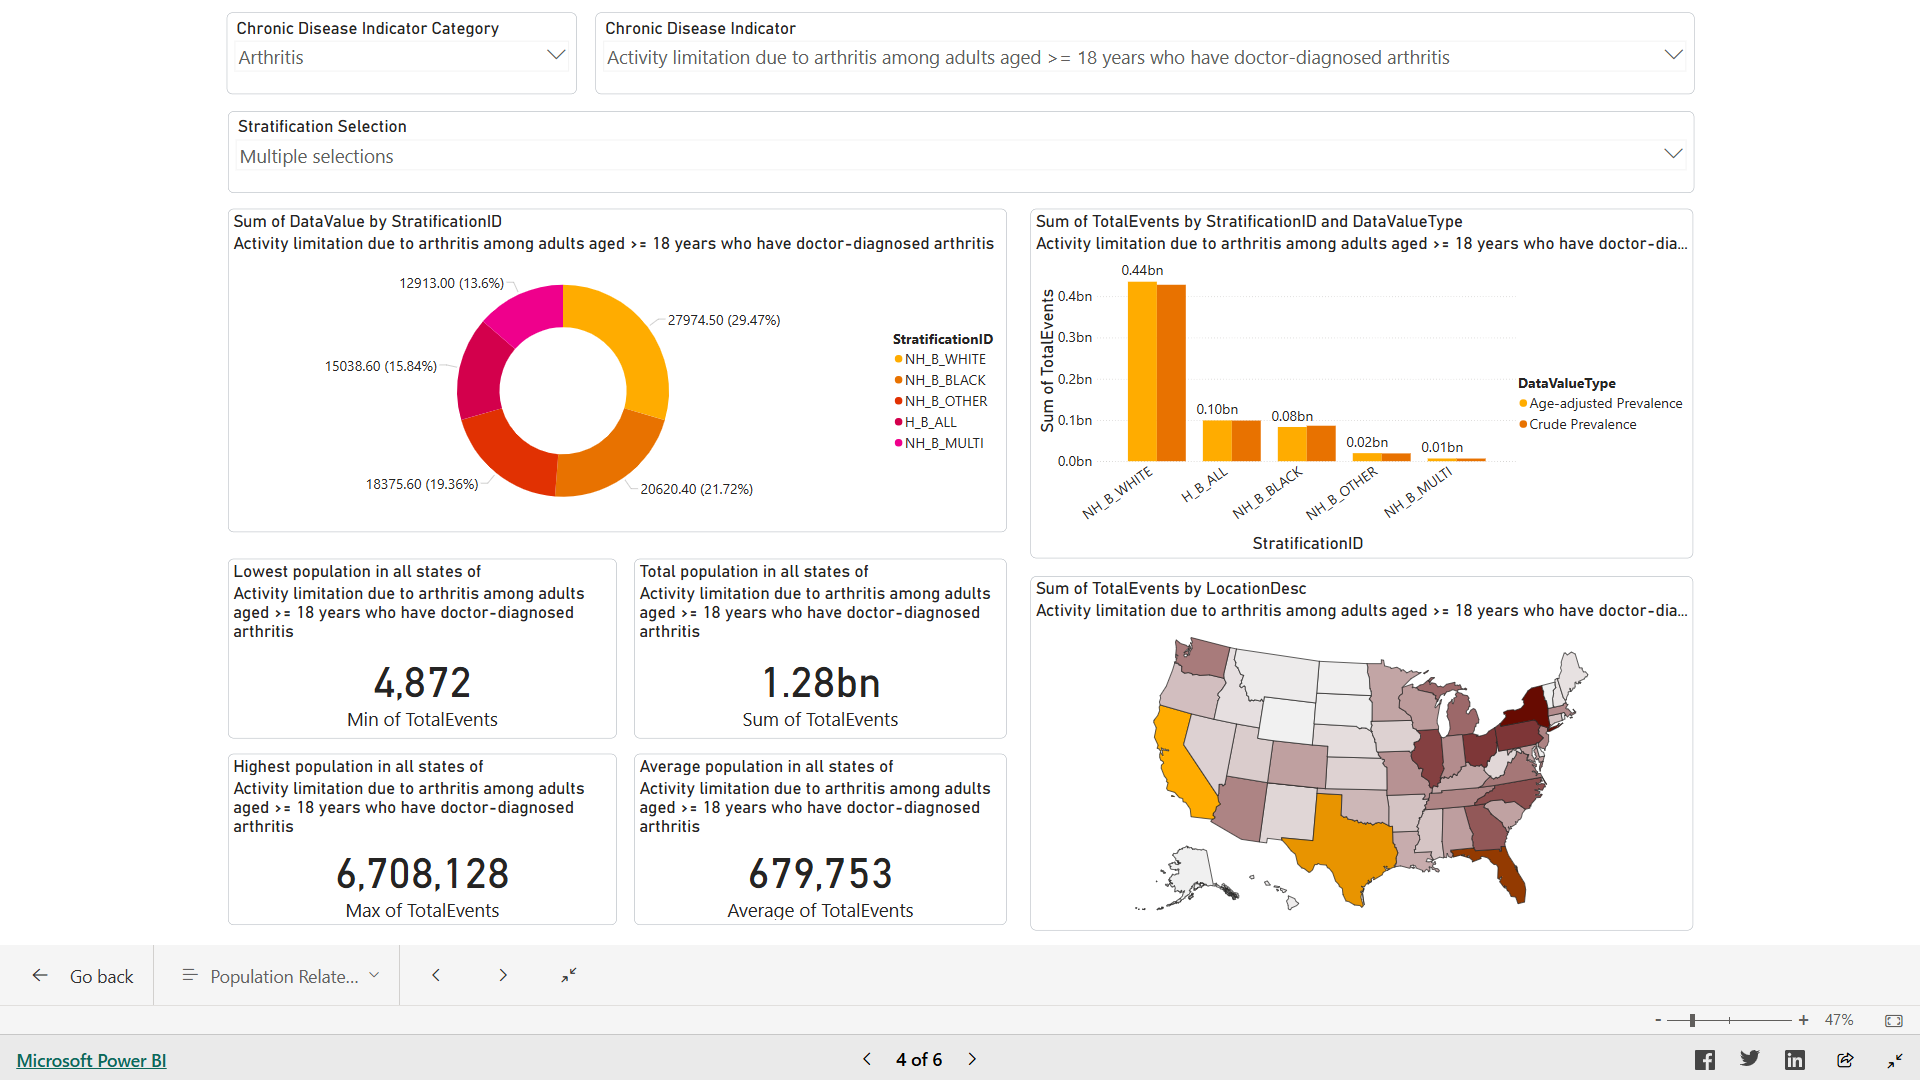 Chronic Disease Indicator Category
Arthritis
Chronic Disease Indicator
Activity limitation due to arthritis among adults aged >= 18 years who have doctor-diagnosed arthritis
Stratification Selection
Multiple selections
Sum of DataValue by StratificationID
Activity limitation due to arthritis among adults aged >= 18 years who have doctor-diagnosed arthritis
12913.00 (13.6%)
27974.50 (29.47%)
15038.60 (15.84%)
18375.60 (19.36%)
20620.40 (21.72%)
StratificationID
NH_B_WHITE
NH_B_BLACK
NH_B_OTHER
H_B_ALL
NH_B_MULTI
Sum of TotalEvents by StratificationID and DataValueType
Activity limitation due to arthritis among adults aged >= 18 years who have doctor-dia...
Sum of TotalEvents
0.4bn
0.3bn
0.2bn
0.1bn
0.0bn
0.44bn
0.10bn
0.08bn
0.02bn
0.01bn
NH_B_WHITE
H_B_ALL
NH_B_BLACK
NH_B_OTHER
NH_B_MULTI
StratificationID
DataValueType
Age-adjusted Prevalence
Crude Prevalence
Lowest population in all states of
Activity limitation due to arthritis among adults
aged >= 18 years who have doctor-diagnosed
arthritis
4,872
Min of TotalEvents
Total population in all states of
Activity limitation due to arthritis among adults
aged >= 18 years who have doctor-diagnosed
arthritis
1.28bn
Sum of TotalEvents
Highest population in all states of
Activity limitation due to arthritis among adults
aged >= 18 years who have doctor-diagnosed
arthritis
6,708,128
Max of TotalEvents
Average population in all states of
Activity limitation due to arthritis among adults
aged >= 18 years who have doctor-diagnosed
arthritis
679,753
Average of TotalEvents
Sum of TotalEvents by LocationDesc
Activity limitation due to arthritis among adults aged >= 18 years who have doctor-dia...
Go back
Population Relate...
- + 47%
Microsoft Power BI
4 of 6